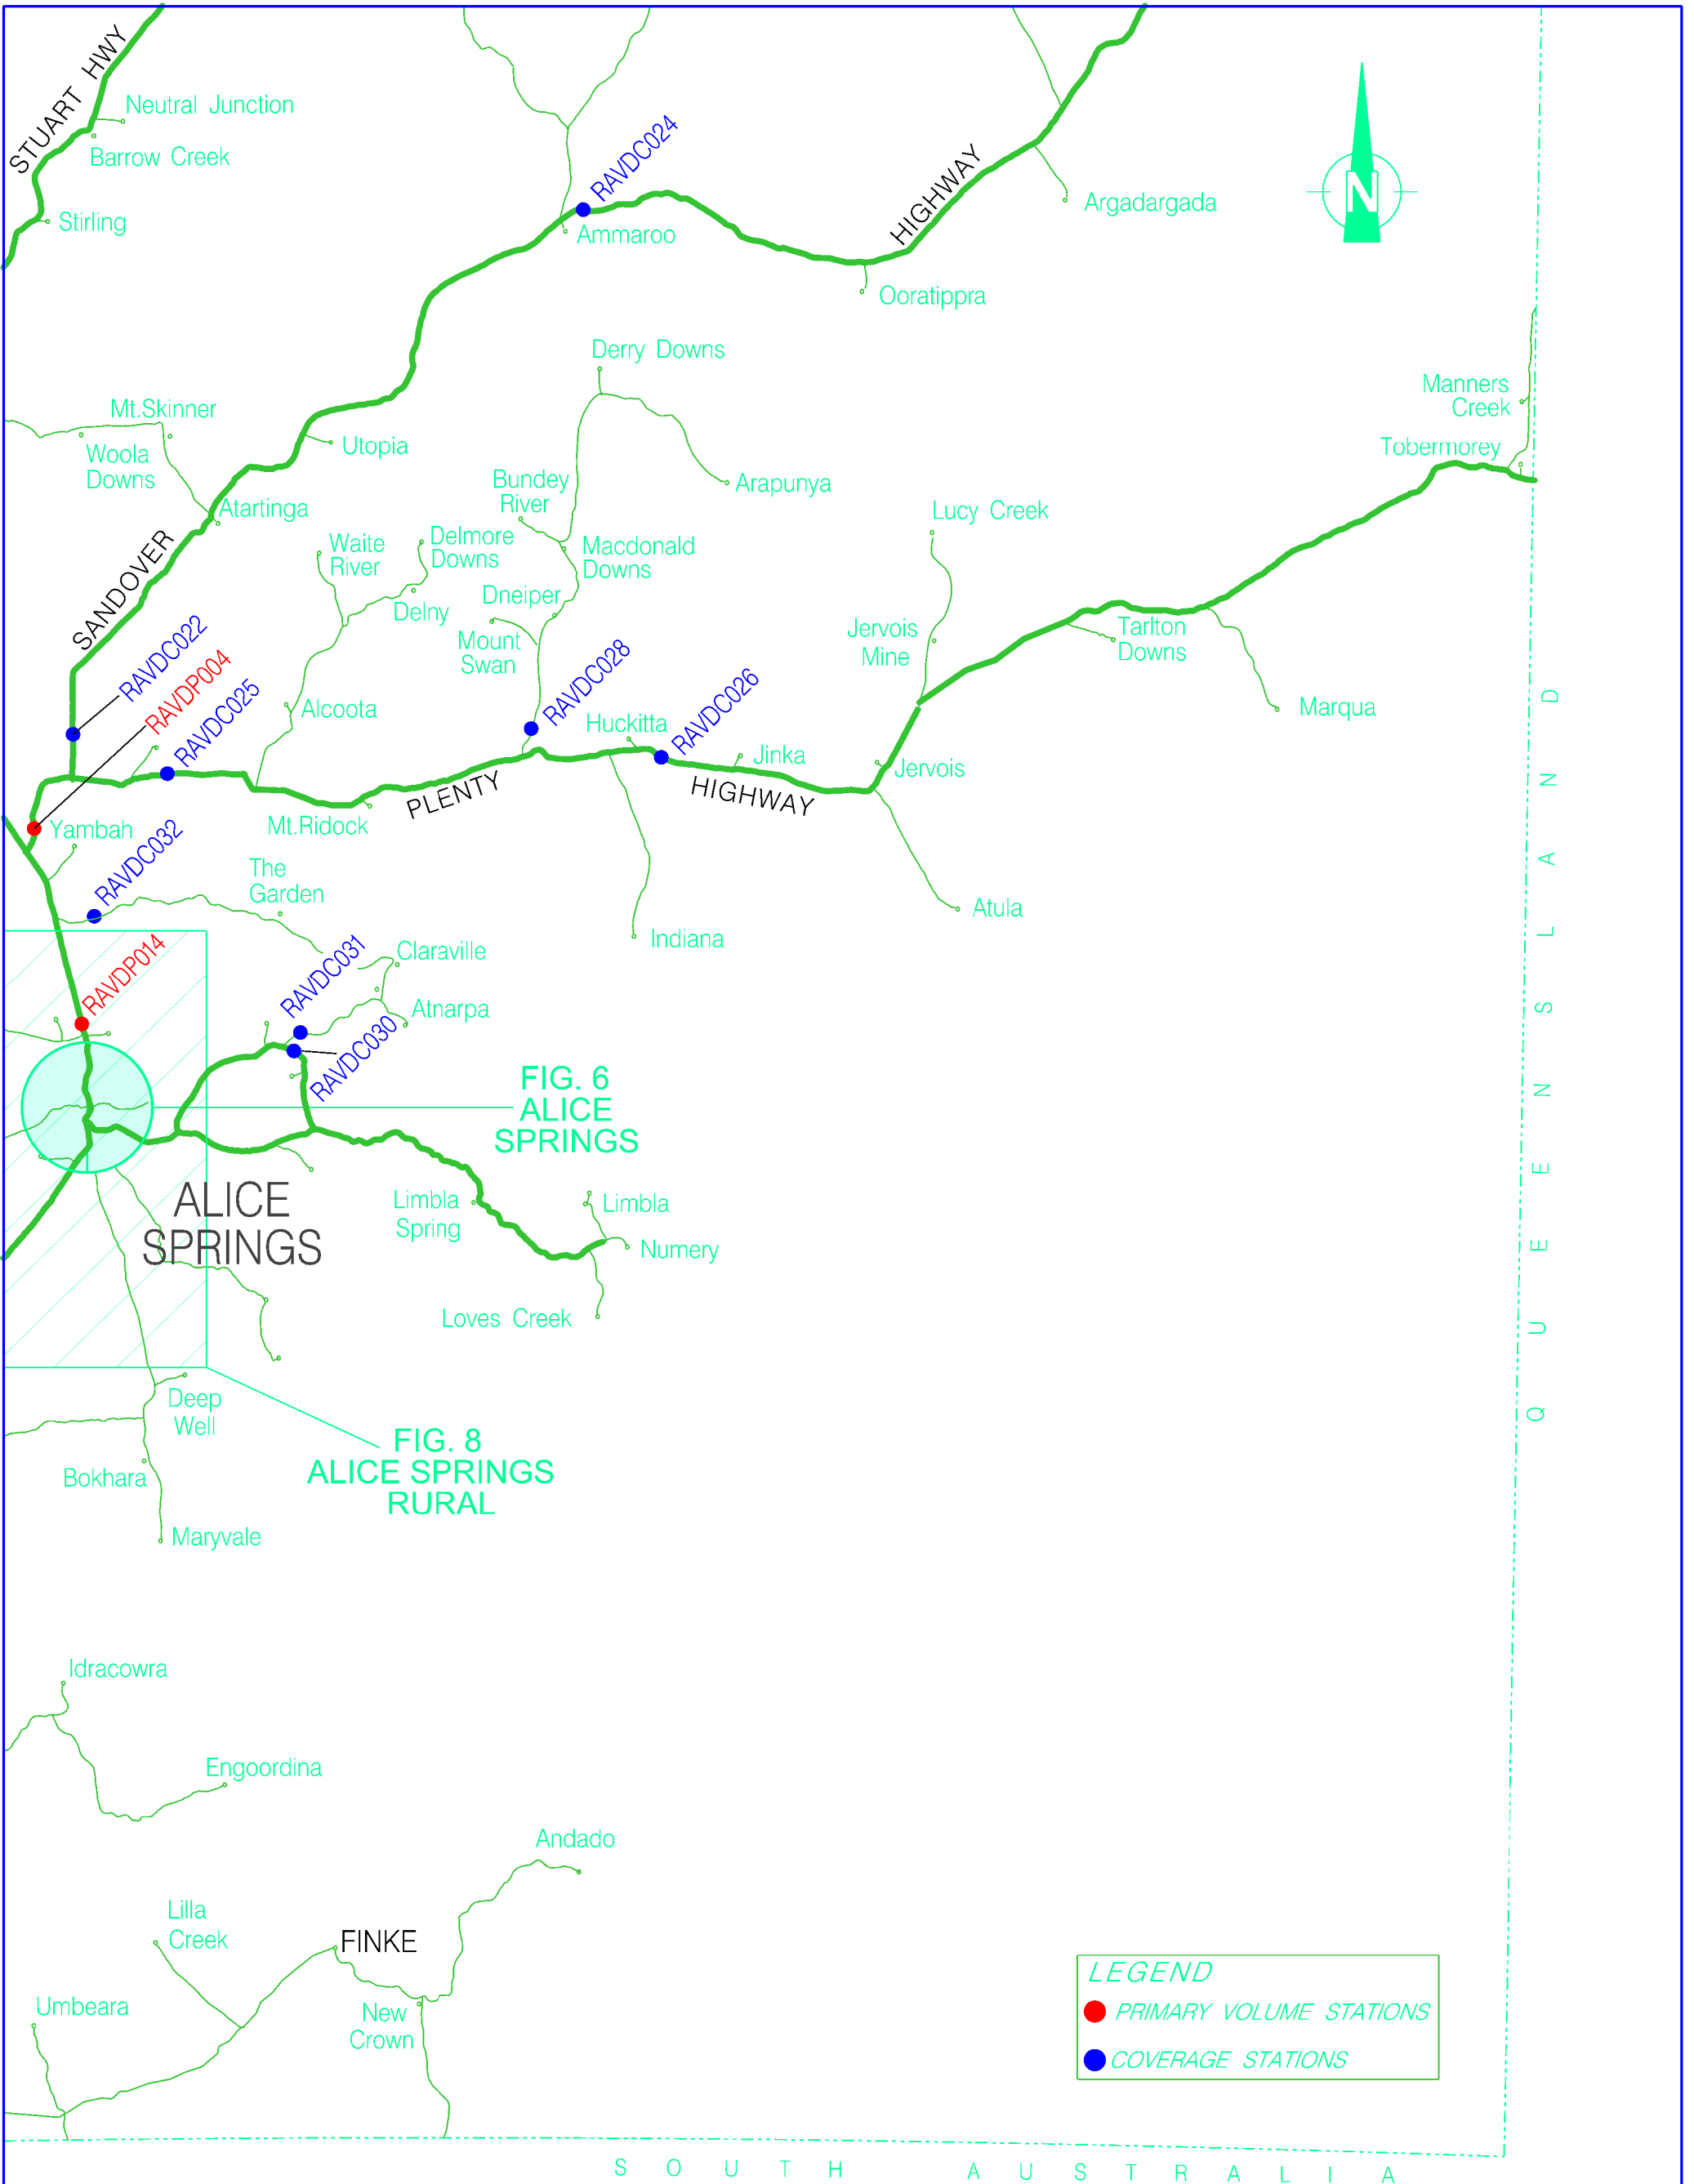 STUART HWY
Neutral Junction
Barrow Creek
Stirling
RAVDC024
Ammaroo
HIGHWAY
Argadargada
N
Ooratippra
Derry Downs
Manners
Creek
Tobermorey
Mt.Skinner
Woola
Downs
Utopia
Bundey
River
Arapunya
Atartinga
Lucy Creek
SANDOVER
Waite
River
Delmore
Downs
Macdonald
Downs
Delny
Dneiper
Mount
Swan
Jervois
Mine
Tarlton
Downs
RAVDC022
RAVDP004
RAVDC025
Alcoota
RAVDC028
Huckitta
RAVDC026
Jinka
Marqua
Jervois
PLENTY
HIGHWAY
Yambah
Mt.Ridock
RAVDC032
The
Garden
Atula
Indiana
QUEENSLAND
RAVDP014
RAVDC031
Claraville
Atnarpa
RAVDC030
FIG. 6
ALICE
SPRINGS
ALICE
SPRINGS
Limbla
Spring
Limbla
Numery
Loves Creek
Deep
Well
FIG. 8
ALICE SPRINGS
RURAL
Bokhara
Maryvale
Idracowra
Engoordina
Andado
Lilla
Creek
FINKE
Umbeara
New
Crown
LEGEND
PRIMARY VOLUME STATIONS
COVERAGE STATIONS
SOUTH AUSTRALIA